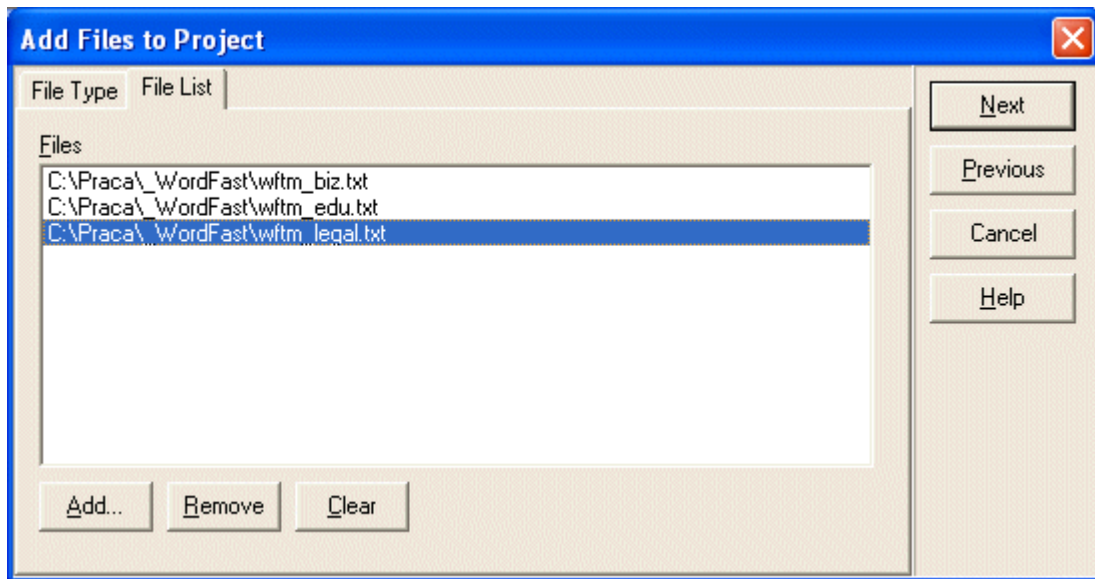 Add Files to Project
File Type
File List
Files
C:\Praca\_WordFast\wftm_biz.txt
C:\Praca\_WordFast\wftm_edu.txt
C:\Praca\_WordFast\wftm_legal.txt
Add...
Remove
Clear
Next
Previous
Cancel
Help